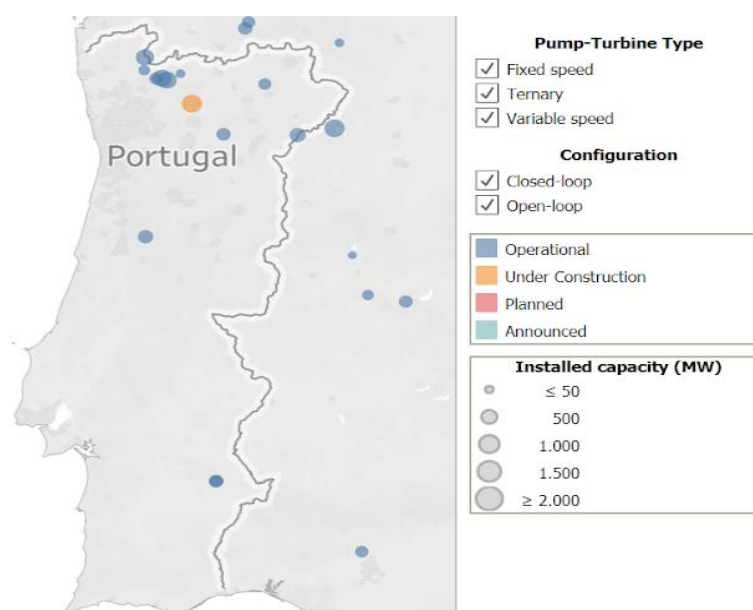 Portugal
Pump-Turbine Type
Fixed speed
Ternary
Variable speed
Configuration
Closed-loop
Open-loop
Operational
Under Construction
Planned
Announced
Installed capacity (MW)
≤ 50
500
1.000
1.500
≥ 2.000